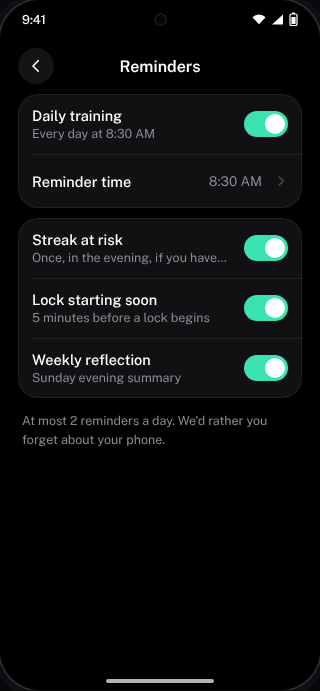 9:41
Reminders
Daily training
Every day at 8:30 AM
Reminder time
8:30 AM
Streak at risk
Once, in the evening, if you have...
Lock starting soon
5 minutes before a lock begins
Weekly reflection
Sunday evening summary
At most 2 reminders a day. We'd rather you
forget about your phone.